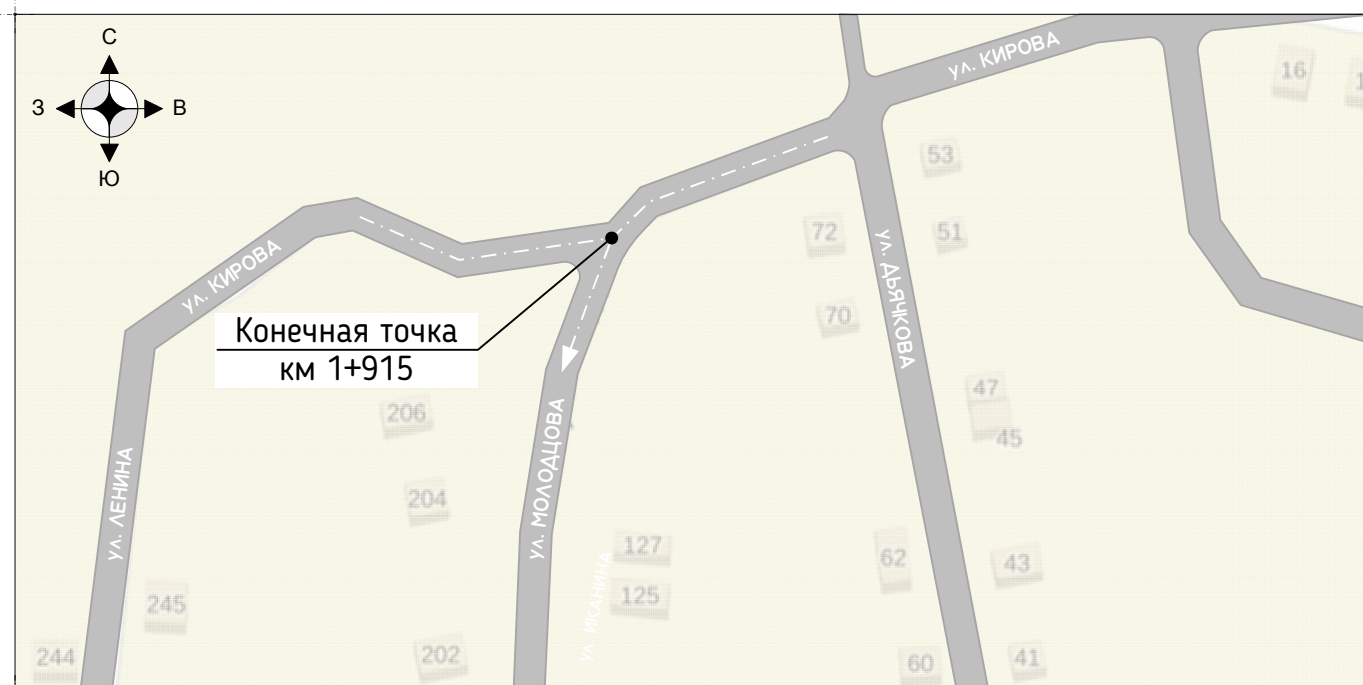 С
З
В
Ю
ул. КИРОВА
16
53
72
51
ул. КИРОВА
ул. ДЬЯЧКОВА
70
Конечная точка
км 1+915
47
206
45
ул. МОЛОДЦОВА
204
ул. ЛЕНИНА
127
62
43
ул. ИКАНИНА
125
245
244
202
60
41